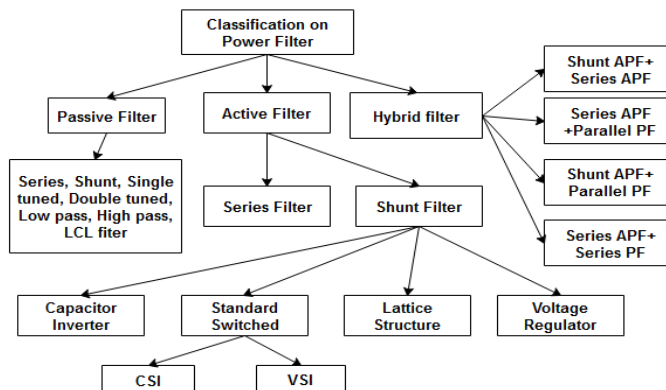 Classification on
Power Filter
Shunt APF+
Series APF
Passive Filter
Active Filter
Hybrid filter
Series APF
+Parallel PF
Series, Shunt, Single
tuned, Double tuned,
Low pass, High pass,
LCL fiter
Series Filter
Shunt Filter
Shunt APF+
Parallel PF
Series APF+
Series PF
Capacitor
Inverter
Standard
Switched
Lattice
Structure
Voltage
Regulator
CSI
VSI